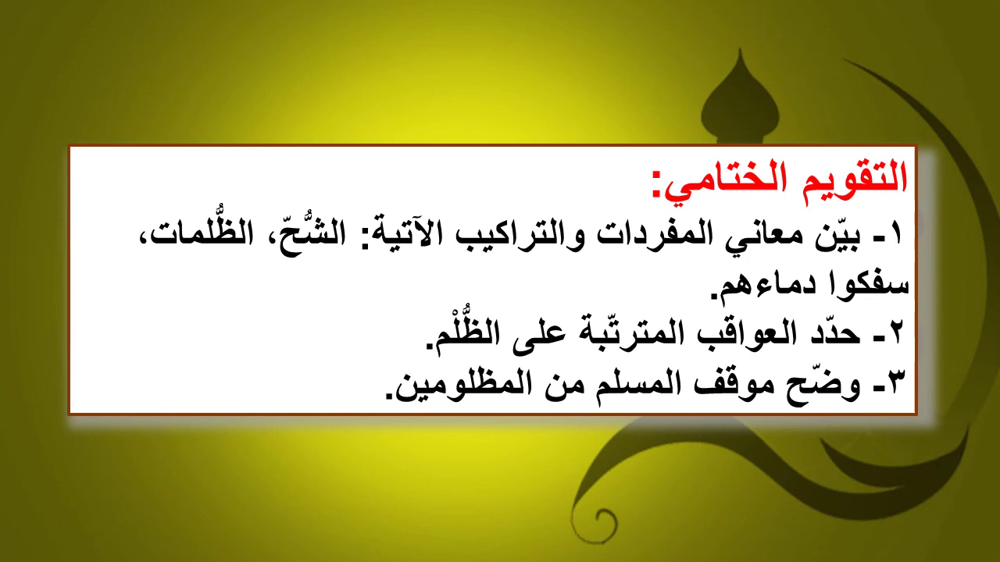 التقويم الختامي:
١- بيّن معاني المفردات والتراكيب الآتية: الشُّحّ، الظُّلمات،
سفكوا دماءهم.
٢- حدّد العواقب المترتّبة على الظُّلْم.
٣- وضّح موقف المسلم من المظلومين.